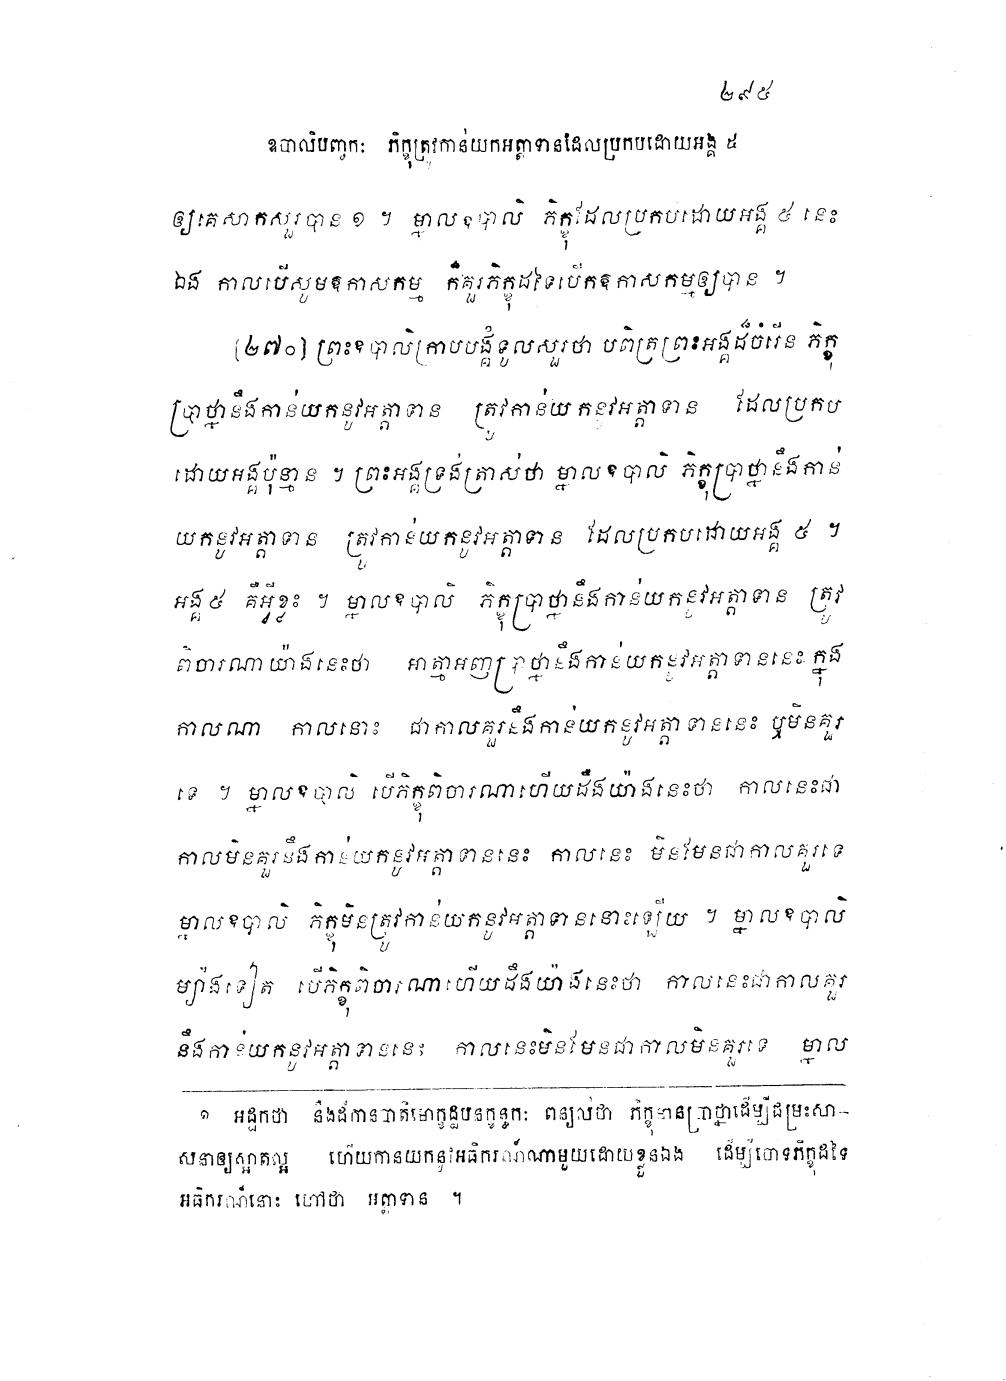 ២៩៥
ឧបាលិបញ្ចកៈ ភិក្ខុត្រូវកាន់យកអត្តាទានដែលប្រកបដោយអង្គ ៥
ឲ្យគេសាកសួរបាន ១ ។ ម្នាលឧបាលិ ភិក្ខុដែលប្រកបដោយអង្គ ៥ នេះ
ឯង កាលបើសូមឱកាសកម្ម ក៏គួរភិក្ខុដទៃបើកឱកាសកម្មឲ្យបាន ។
[២៧០] ព្រះឧបាលិក្រាបបង្គំទូលសួរថា បពិត្រព្រះអង្គដ៏ចំរើន ភិក្ខុ
ប្រាថ្នានឹងកាន់យកនូវអត្តាទាន ត្រូវកាន់យកនូវអត្តាទាន ដែលប្រកប
ដោយអង្គប៉ុន្មាន ។ ព្រះអង្គទ្រង់ត្រាស់ថា ម្នាលឧបាលិ ភិក្ខុប្រាថ្នានឹងកាន់
យកនូវអត្តាទាន ត្រូវកាន់យកនូវអត្តាទាន ដែលប្រកបដោយអង្គ ៥ ។
អង្គ ៥ គឺអ្វីខ្លះ ។ ម្នាលឧបាលិ ភិក្ខុប្រាថ្នានឹងកាន់យកនូវអត្តាទាន ត្រូវ
ពិចារណាយ៉ាងនេះថា អាត្មាអញប្រាថ្នានឹងកាន់យកនូវអត្តាទាននេះ ក្នុង
កាលណា កាលនោះ ជាកាលគួរនឹងកាន់យកនូវអត្តាទាននេះ ឬមិនគួរ
ទេ ។ ម្នាលឧបាលិ បើភិក្ខុពិចារណាហើយដឹងយ៉ាងនេះថា កាលនេះជា
កាលមិនគួរនឹងកាន់យកនូវអត្តាទាននេះ កាលនេះ មិនមែនជាកាលគួរទេ
ម្នាលឧបាលិ ភិក្ខុមិនត្រូវកាន់យកនូវអត្តាទាននោះឡើយ ។ ម្នាលឧបាលិ
ម្យ៉ាងទៀត បើភិក្ខុពិចារណាហើយដឹងយ៉ាងនេះថា កាលនេះជាកាលគួរ
នឹងកាន់យកនូវអត្តាទាននេះ កាលនេះមិនមែនជាកាលមិនគួរទេ ម្នាល
១ អដ្ឋកថា នឹងដីកាបាតិមោក្ខដ្ឋបនក្ខន្ធកៈ ពន្យល់ថា ភិក្ខុមានប្រាថ្នាដើម្បីជម្រះសា-
សនាឲ្យស្អាតល្អ ហើយកាន់យកនូវអធិករណ៍ណាមួយដោយខ្លួនឯង ដើម្បីចោទភិក្ខុដទៃ
អធិករណ៍នោះ ហៅថា អត្តាទាន ។